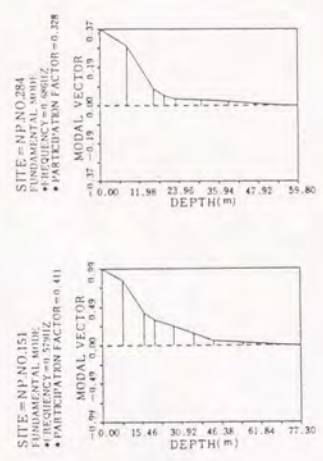 SITE=NP.NO.284
FUNDAMENTAL MODE
*FREQUENCY=0.686HZ
*PARTICIPATION FACTOR=0.328
MODAL VECTOR
0.37
0.19
0.00
-0.19
-0.37
0.00 11.98 23.96 35.94 47.92 59.80
DEPTH(m)
SITE=NP.NO.151
FUNDAMENTAL MODE
*FREQUENCY=0.579HZ
*PARTICIPATION FACTOR=0.411
MODAL VECTOR
0.99
0.49
0.00
-0.49
-0.99
0.00 15.46 30.92 46.38 61.84 77.30
DEPTH(m)